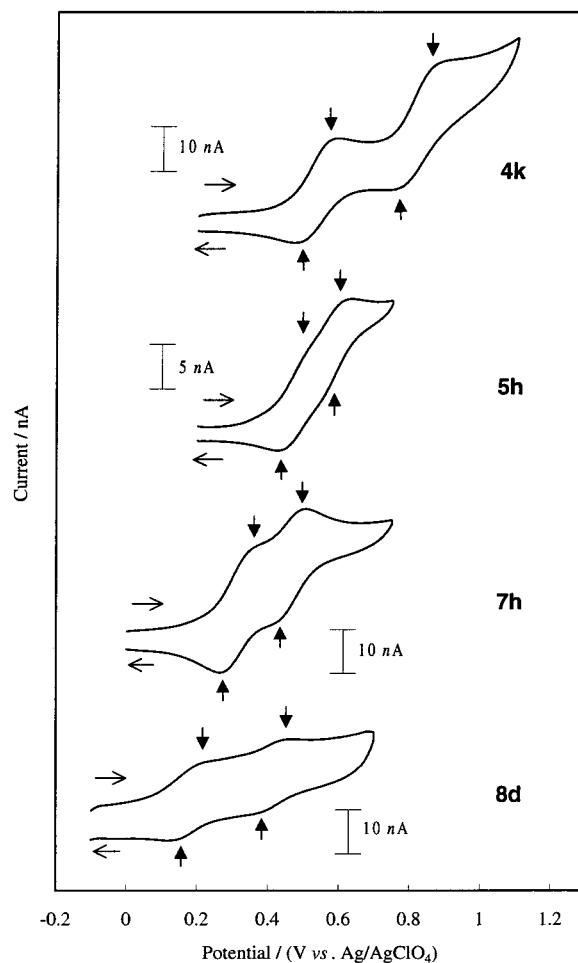 10 nA
4k
5 nA
5h
Current / nA
7h
10 nA
8d
10 nA
-0.2 0 0.2 0.4 0.6 0.8 1 1.2
Potential / (V vs. Ag/AgClO₄)